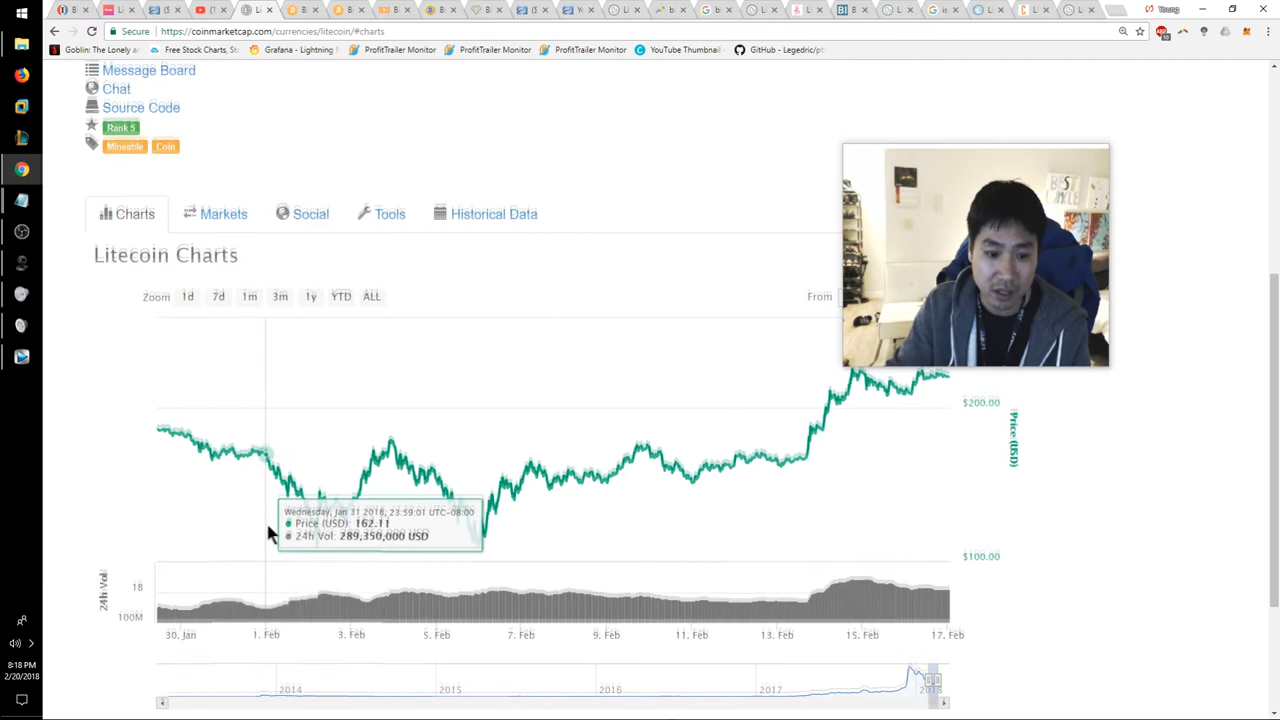 Young
Secure
https://coinmarketcap.com/currencies/litecoin/#charts
Goblin: The Lonely a
Free Stock Charts, St
Grafana - Lightning
ProfitTrailer Monitor
ProfitTrailer Monitor
ProfitTrailer Monitor
YouTube Thumbnail
GitHub - Legedric/pt
Message Board
Chat
Source Code
Rank 5
Mineable
Coin
Charts
Markets
Social
Tools
Historical Data
Litecoin Charts
Zoom 1d 7d 1m 3m 1y YTD ALL
From
$200.00
Price (USD)
Wednesday, Jan 31 2018, 23:59:01 UTC-08:00
Price (USD): 162.11
24h Vol: 289,350,000 USD
$100.00
24h Vol
1B
100M
30. Jan 1. Feb 3. Feb 5. Feb 7. Feb 9. Feb 11. Feb 13. Feb 15. Feb 17. Feb
2014 2015 2016 2017 2018
8:18 PM
2/20/2018